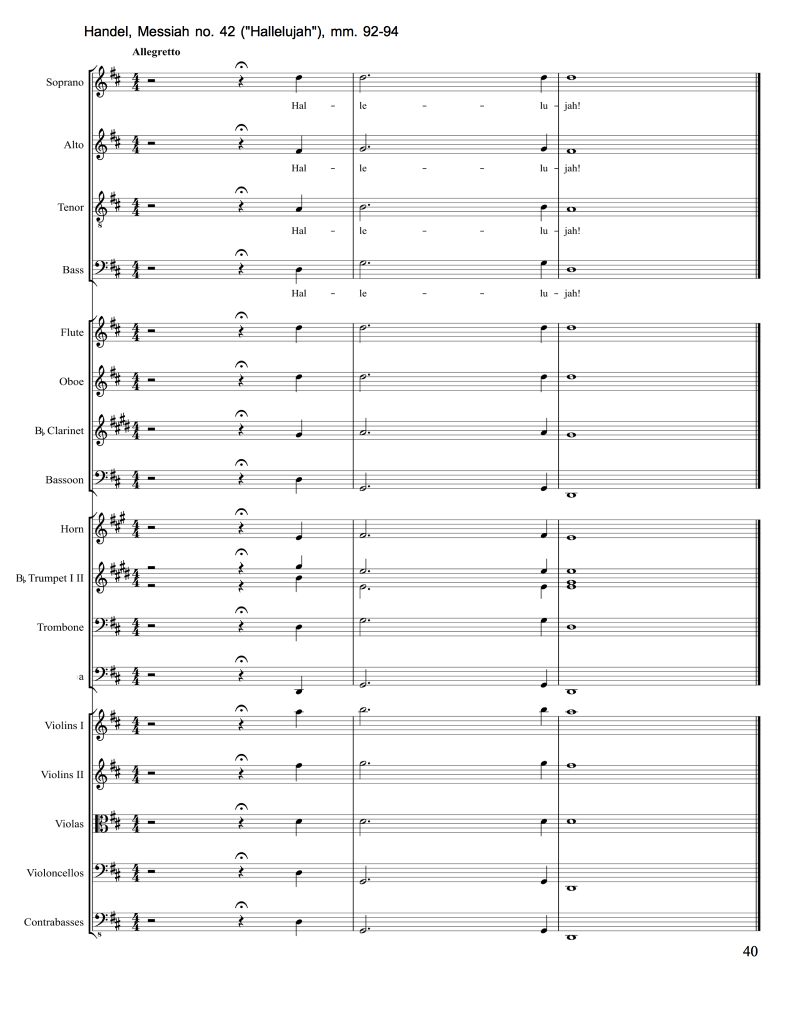 Handel, Messiah no. 42 ("Hallelujah"), mm. 92-94
Allegretto
Soprano
Hal - le - - lu - jah!
Alto
Hal - le - - lu - jah!
Tenor
8
Hal - le - - lu - jah!
Bass
Hal - le - - lu - jah!
Flute
Oboe
B♭ Clarinet
Bassoon
Horn
B♭ Trumpet I II
Trombone
a
Violins I
Violins II
Violas
Violoncellos
Contrabasses
8
40